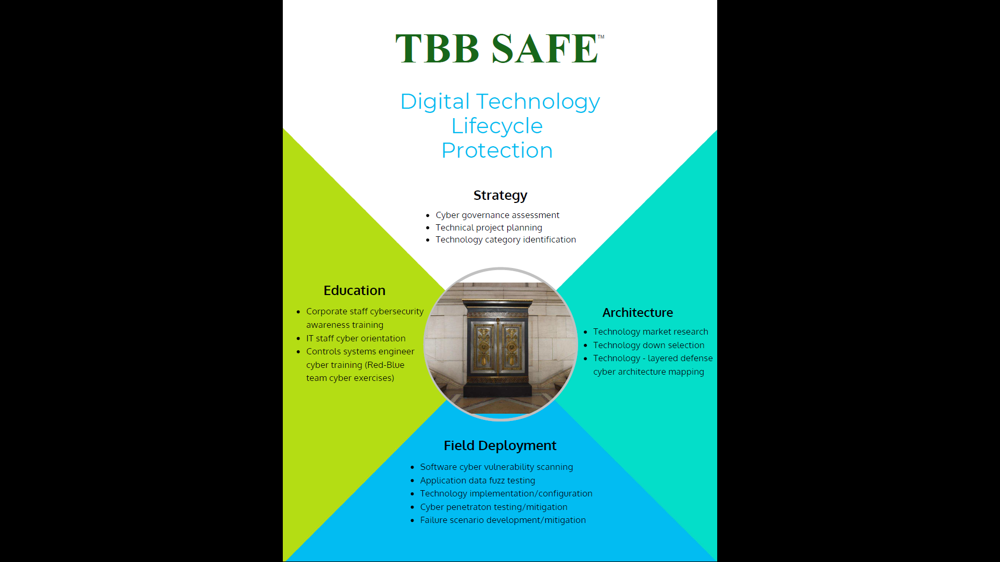 TBB SAFE™
Digital Technology
Lifecycle
Protection
Strategy
• Cyber governance assessment
• Technical project planning
• Technology category identification
Education
• Corporate staff cybersecurity
awareness training
• IT staff cyber orientation
• Controls systems engineer
cyber training (Red-Blue
team cyber exercises)
Architecture
• Technology market research
• Technology down selection
• Technology - layered defense
cyber architecture mapping
Field Deployment
• Software cyber vulnerability scanning
• Application data fuzz testing
• Technology implementation/configuration
• Cyber penetraton testing/mitigation
• Failure scenario development/mitigation